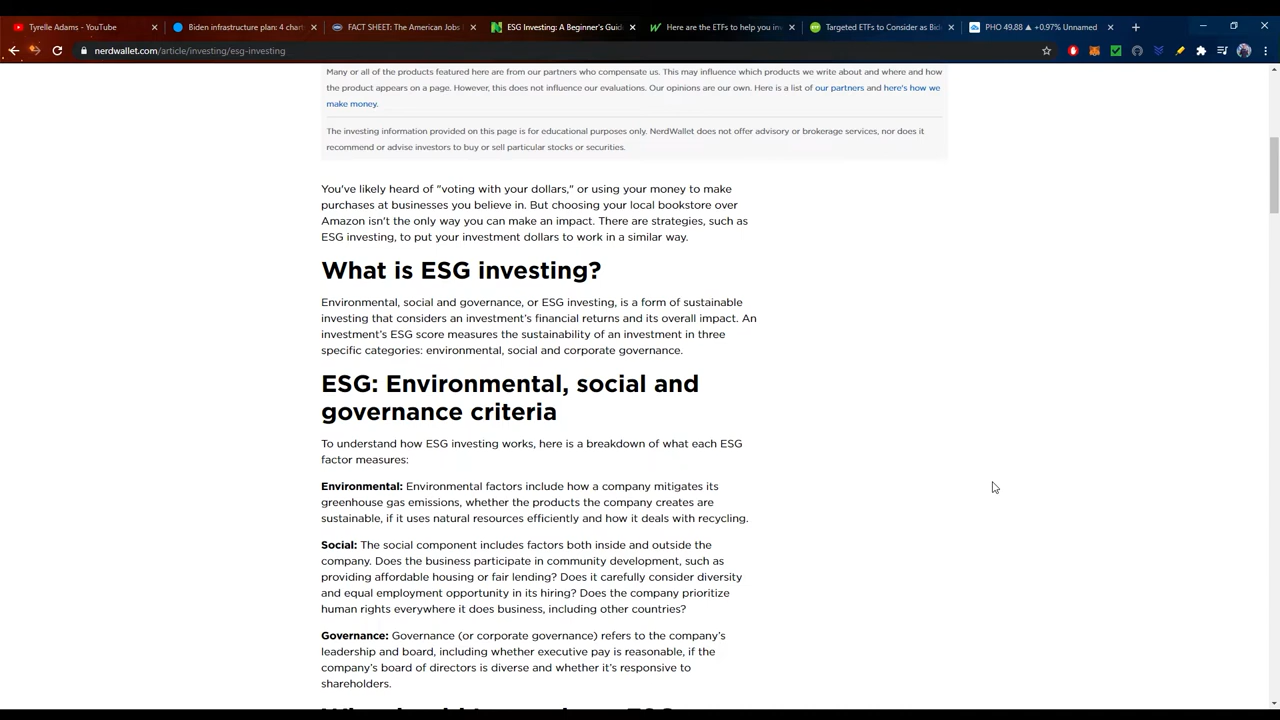 Tyrelle Adams - YouTube
Biden infrastructure plan: 4 chart
FACT SHEET: The American Jobs
ESG Investing: A Beginner's Guid
Here are the ETFs to help you inv
Targeted ETFs to Consider as Bid
PHO 49.88 ▲ +0.97% Unnamed
nerdwallet.com/article/investing/esg-investing
Many or all of the products featured here are from our partners who compensate us. This may influence which products we write about and where and how
the product appears on a page. However, this does not influence our evaluations. Our opinions are our own. Here is a list of our partners and here's how we
make money.
The investing information provided on this page is for educational purposes only. NerdWallet does not offer advisory or brokerage services, nor does it
recommend or advise investors to buy or sell particular stocks or securities.
You've likely heard of "voting with your dollars," or using your money to make
purchases at businesses you believe in. But choosing your local bookstore over
Amazon isn't the only way you can make an impact. There are strategies, such as
ESG investing, to put your investment dollars to work in a similar way.
What is ESG investing?
Environmental, social and governance, or ESG investing, is a form of sustainable
investing that considers an investment's financial returns and its overall impact. An
investment's ESG score measures the sustainability of an investment in three
specific categories: environmental, social and corporate governance.
ESG: Environmental, social and
governance criteria
To understand how ESG investing works, here is a breakdown of what each ESG
factor measures:
Environmental: Environmental factors include how a company mitigates its
greenhouse gas emissions, whether the products the company creates are
sustainable, if it uses natural resources efficiently and how it deals with recycling.
Social: The social component includes factors both inside and outside the
company. Does the business participate in community development, such as
providing affordable housing or fair lending? Does it carefully consider diversity
and equal employment opportunity in its hiring? Does the company prioritize
human rights everywhere it does business, including other countries?
Governance: Governance (or corporate governance) refers to the company's
leadership and board, including whether executive pay is reasonable, if the
company's board of directors is diverse and whether it's responsive to
shareholders.